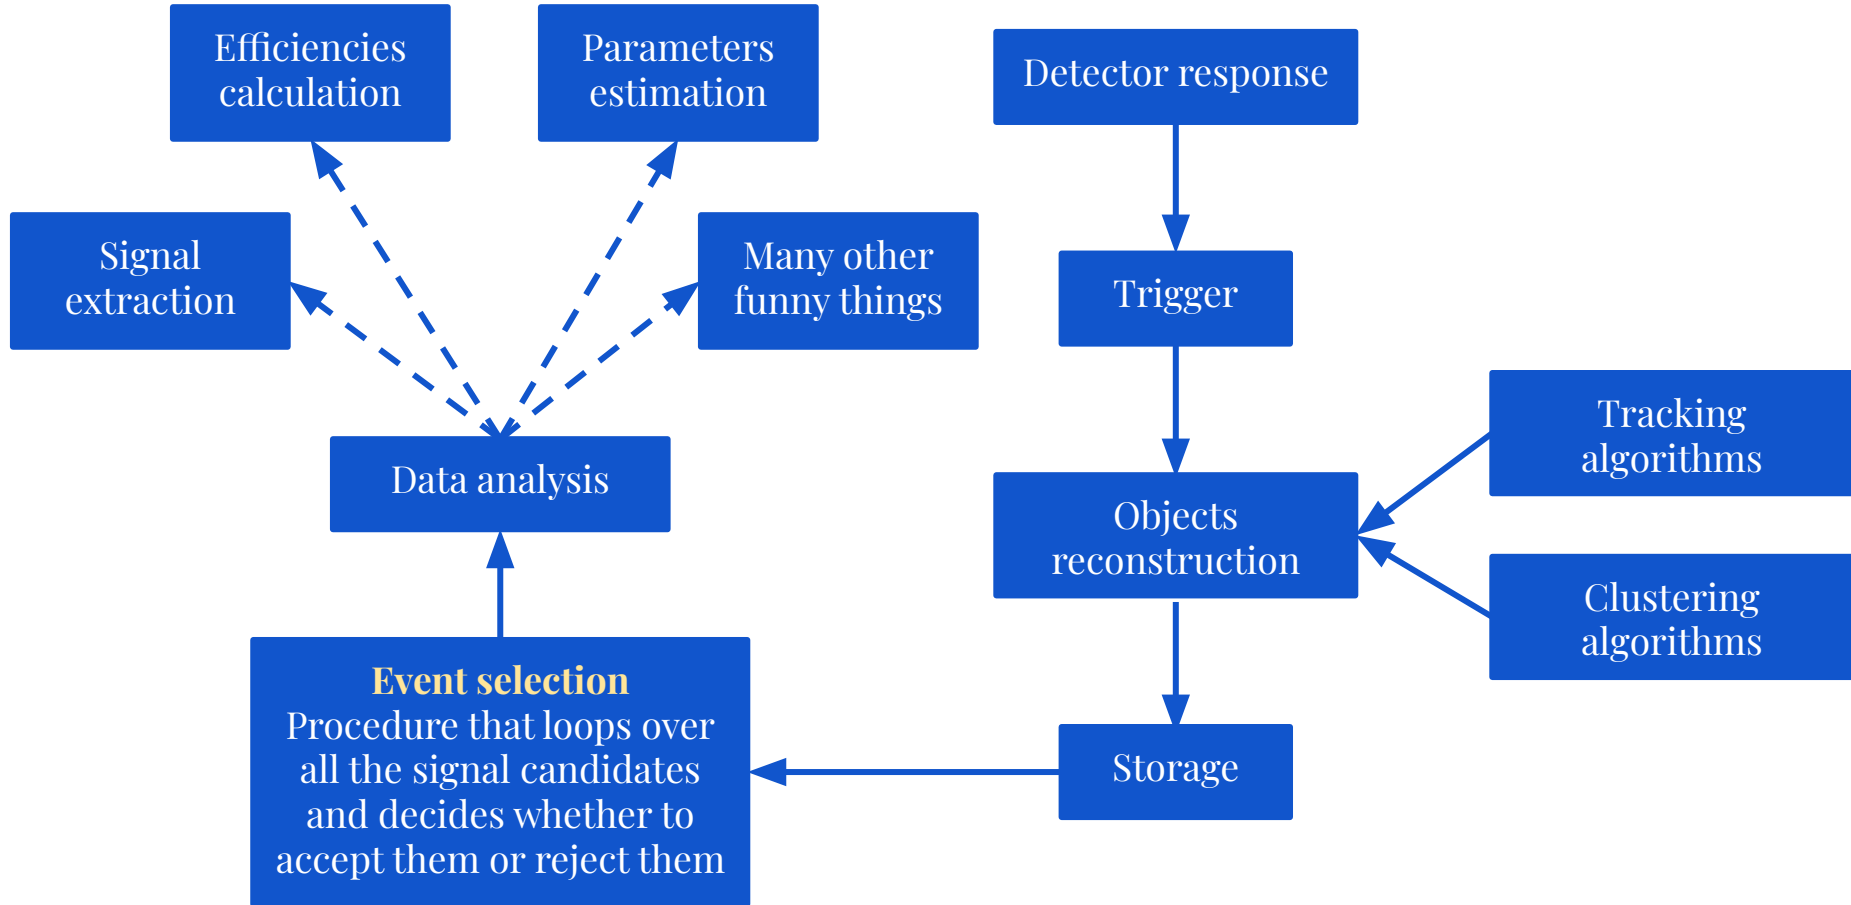 Efficiencies
calculation
Parameters
estimation
Detector response
Signal
extraction
Many other
funny things
Trigger
Tracking
algorithms
Data analysis
Objects
reconstruction
Clustering
algorithms
Event selection
Procedure that loops over
all the signal candidates
and decides whether to
accept them or reject them
Storage